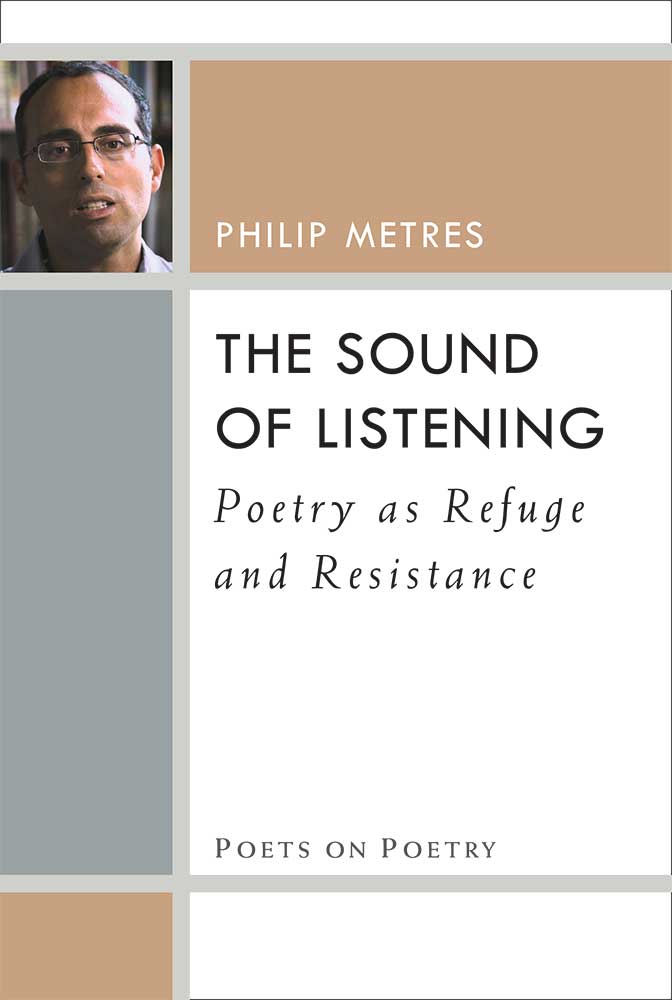 PHILIP METRES
THE SOUND
OF LISTENING
Poetry as Refuge
and Resistance
POETS ON POETRY